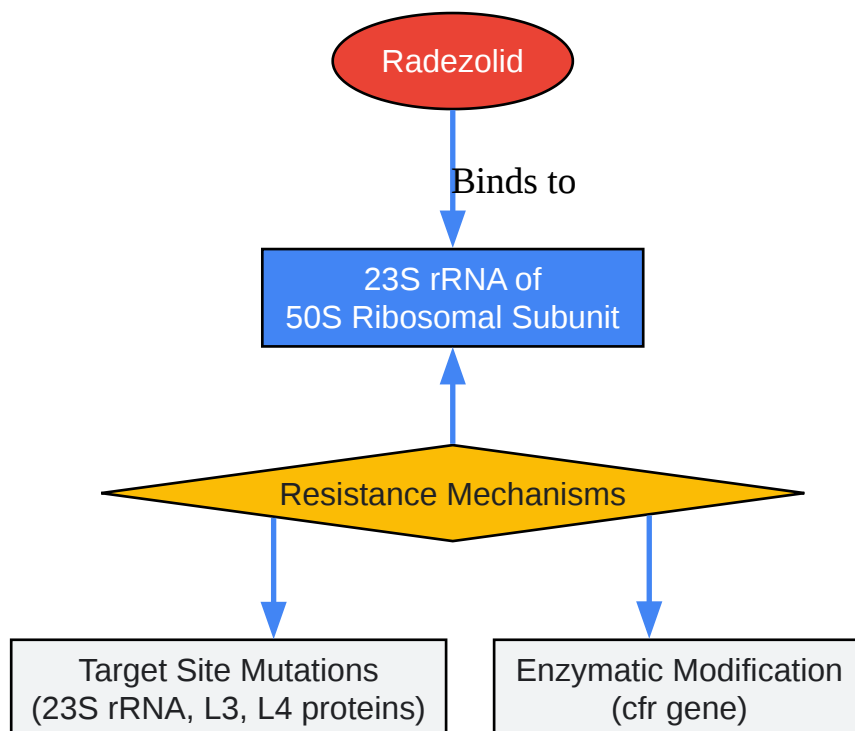 Radezolid
Binds to
23S rRNA of
50S Ribosomal Subunit
Resistance Mechanisms
Target Site Mutations
(23S rRNA, L3, L4 proteins)
Enzymatic Modification
(cfr gene)